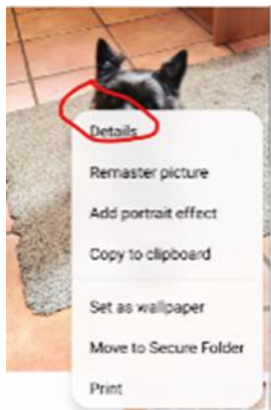 Details
Remaster picture
Add portrait effect
Copy to clipboard
Set as wallpaper
Move to Secure Folder
Print